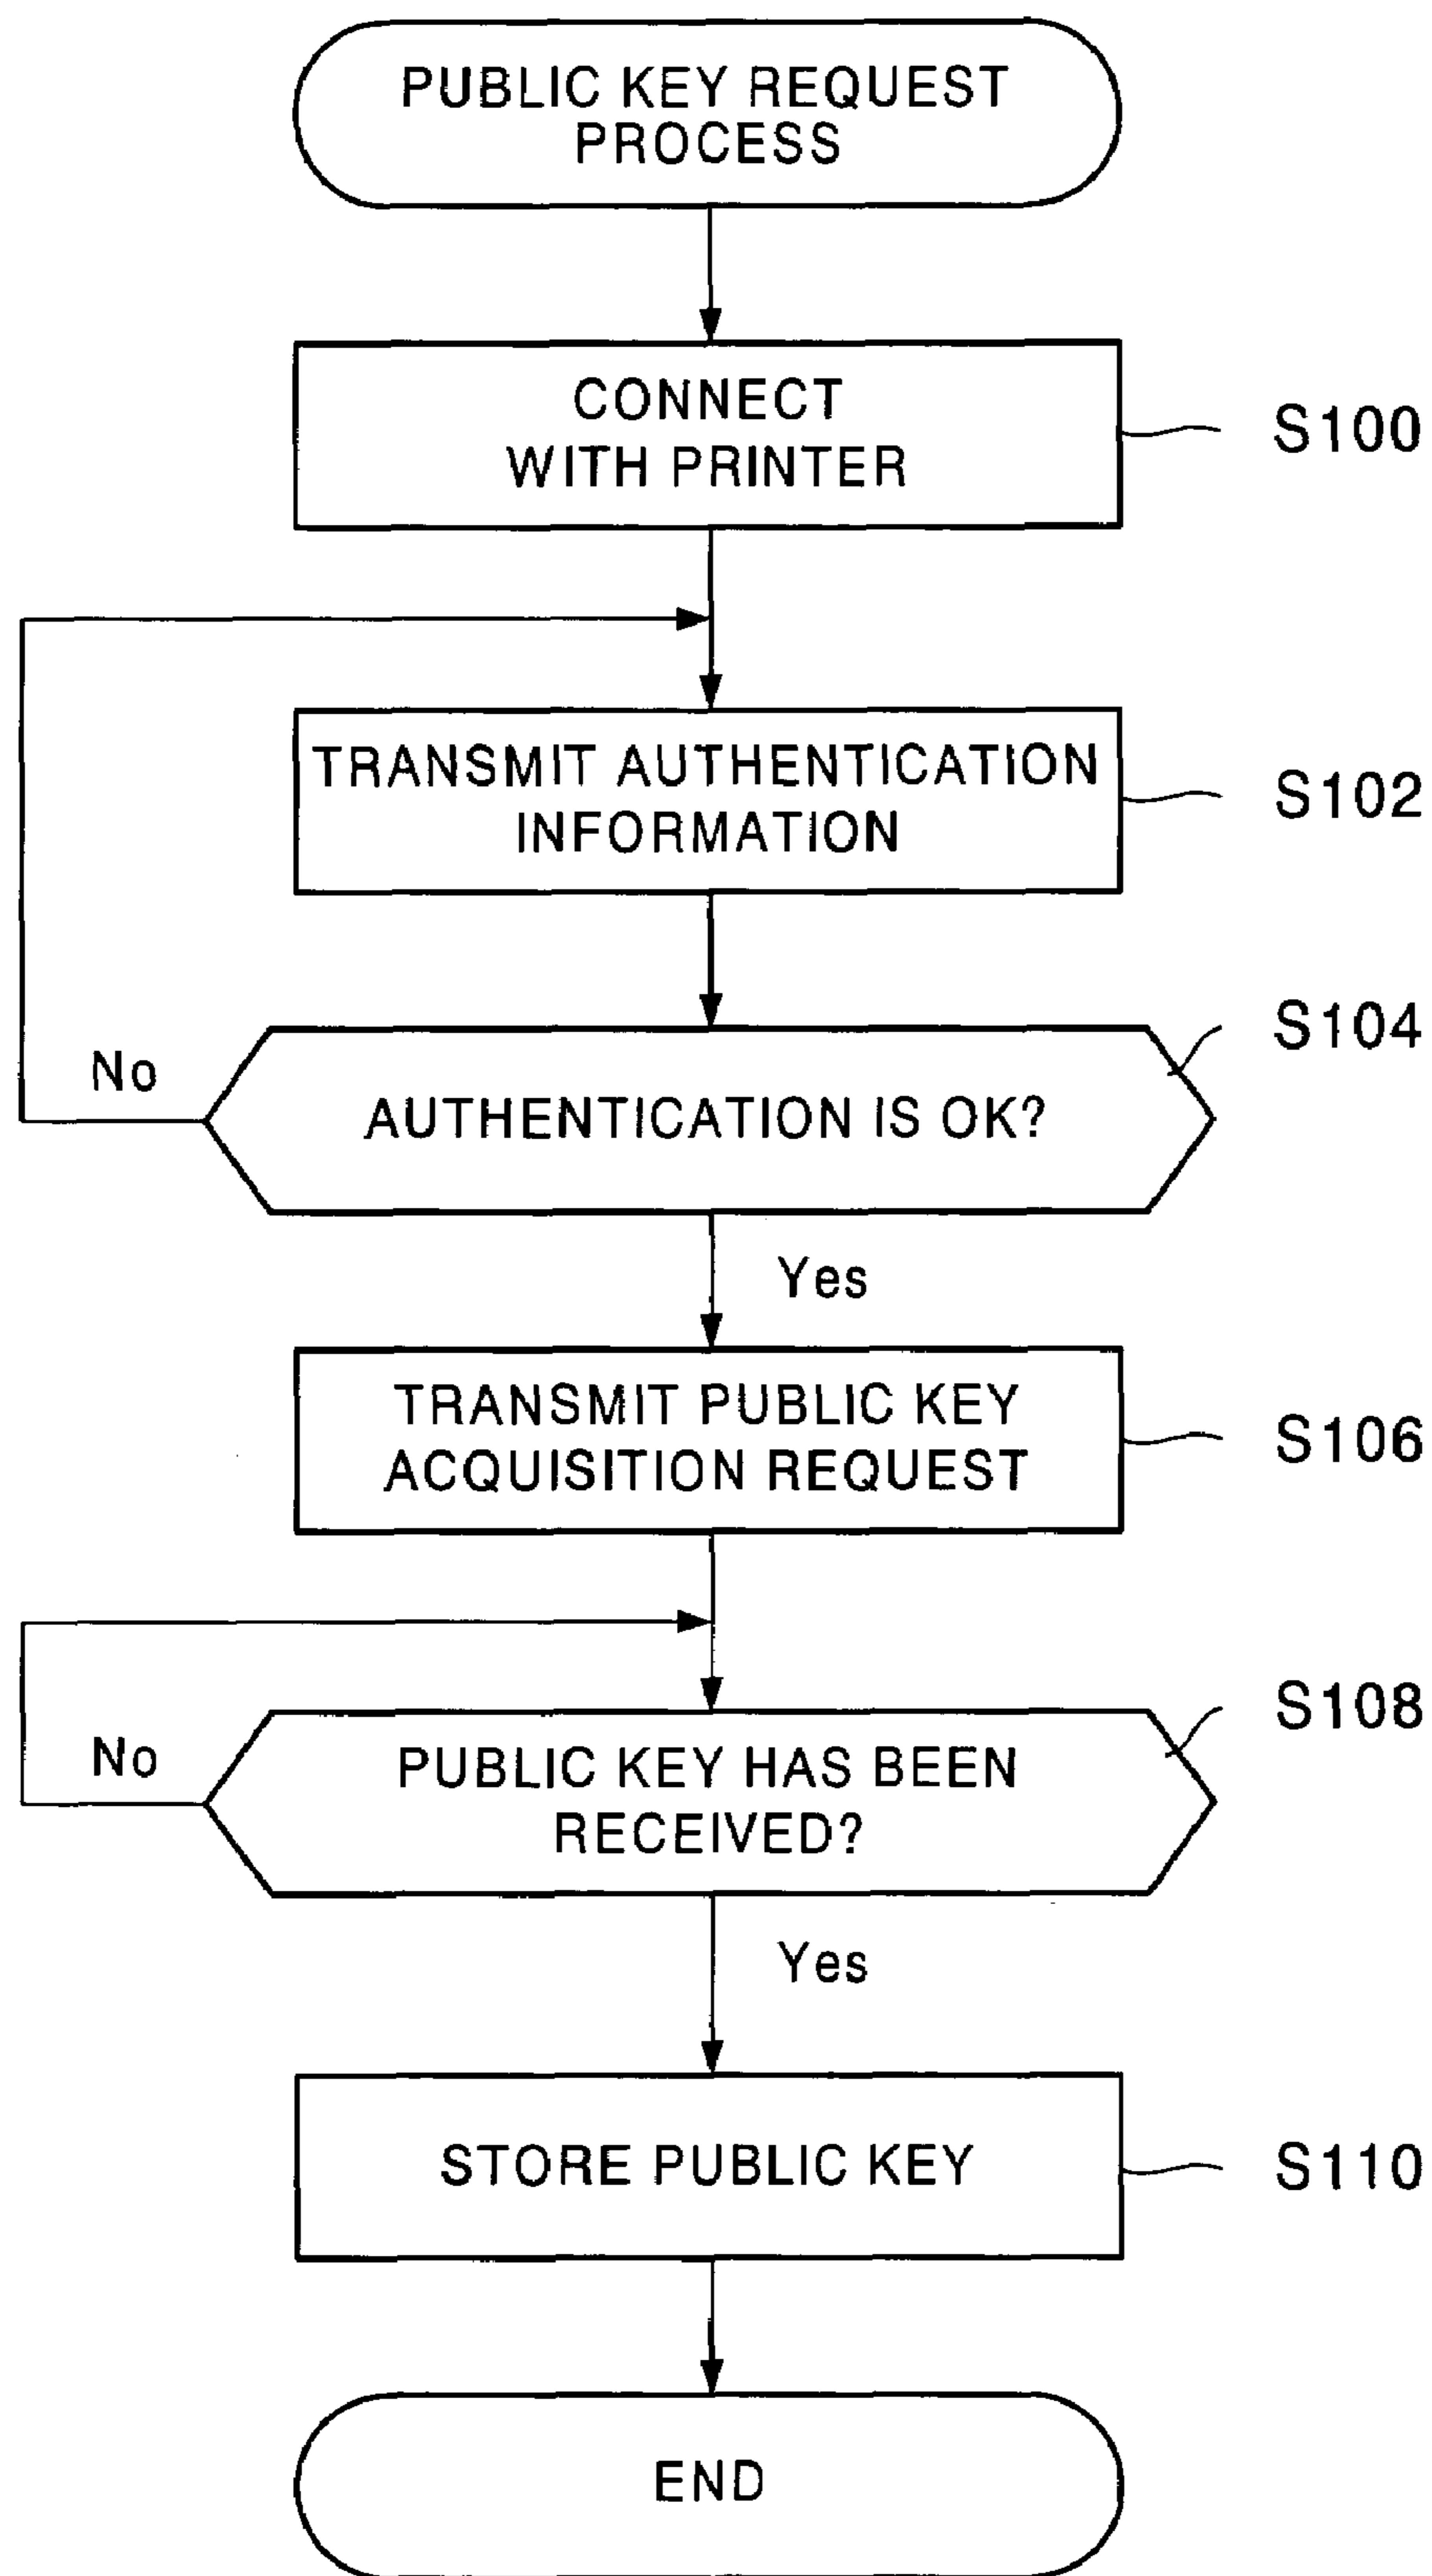 PUBLIC KEY REQUEST
PROCESS
CONNECT
WITH PRINTER
S100
TRANSMIT AUTHENTICATION
INFORMATION
S102
S104
No
AUTHENTICATION IS OK?
Yes
TRANSMIT PUBLIC KEY
ACQUISITION REQUEST
S106
S108
No
PUBLIC KEY HAS BEEN
RECEIVED?
Yes
STORE PUBLIC KEY
S110
END